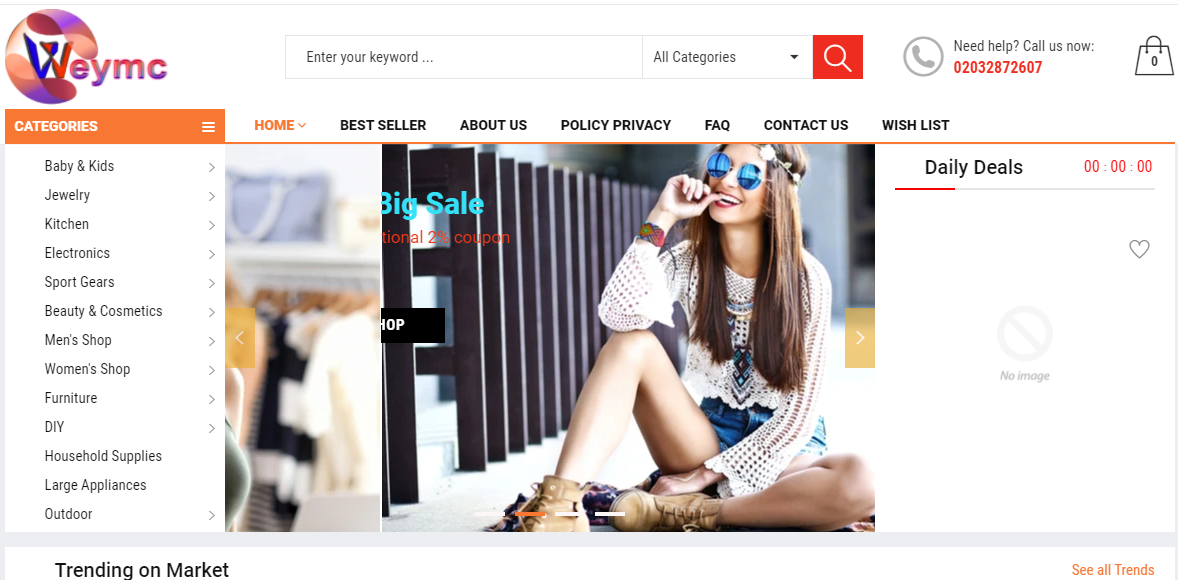 Weymc
Enter your keyword ...
All Categories
Need help? Call us now:
02032872607
0
CATEGORIES
HOME
BEST SELLER
ABOUT US
POLICY PRIVACY
FAQ
CONTACT US
WISH LIST
Baby & Kids
Jewelry
Kitchen
Electronics
Sport Gears
Beauty & Cosmetics
Men's Shop
Women's Shop
Furniture
DIY
Household Supplies
Large Appliances
Outdoor
Big Sale
tional 2% coupon
HOP
Daily Deals
00 : 00 : 00
No image
Trending on Market
See all Trends